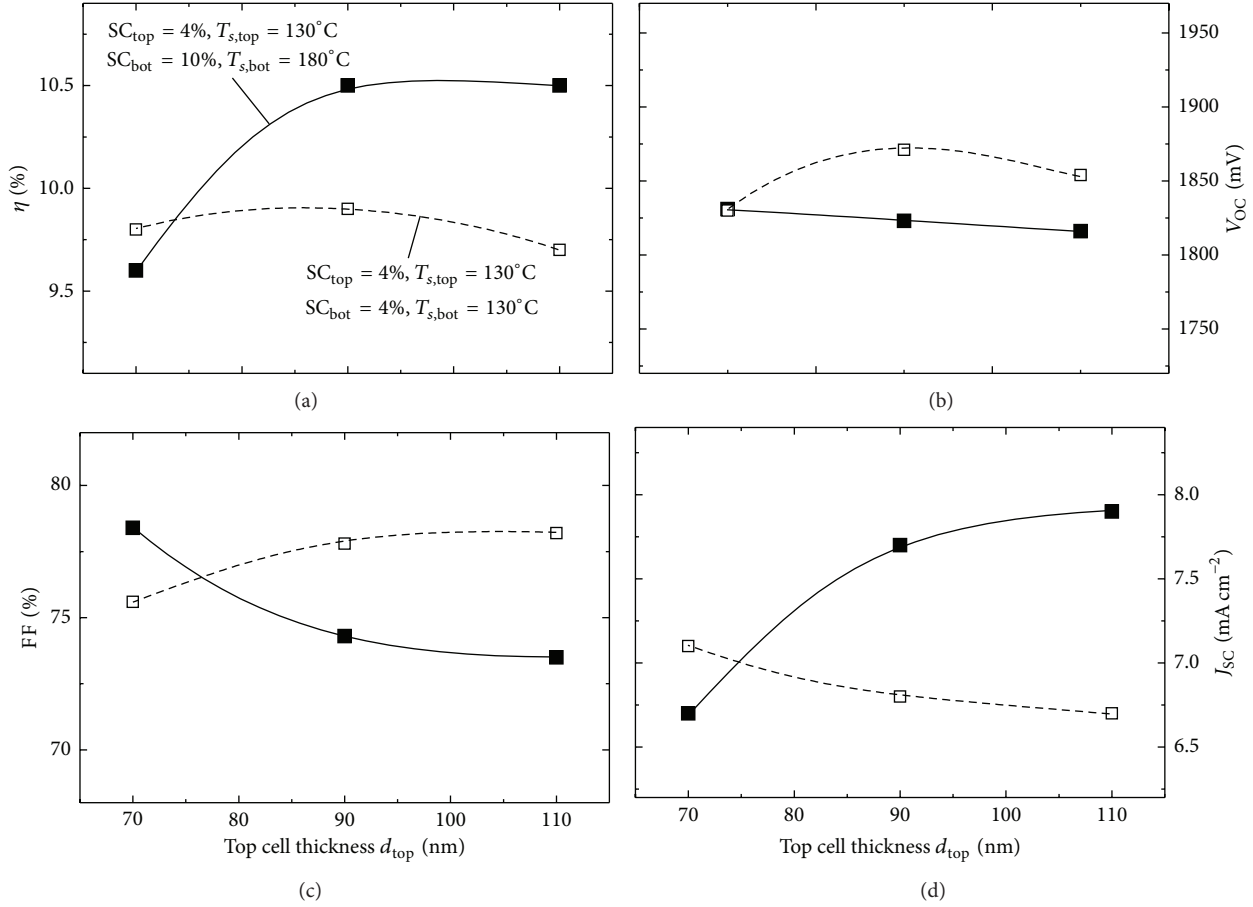 SC_top = 4%, T_s,top = 130°C
SC_bot = 10%, T_s,bot = 180°C
10.5
10.0
9.5
η (%)
SC_top = 4%, T_s,top = 130°C
SC_bot = 4%, T_s,bot = 130°C
(a)
1950
1900
1850
1800
1750
V_OC (mV)
(b)
80
75
70
FF (%)
70 80 90 100 110
Top cell thickness d_top (nm)
(c)
8.0
7.5
7.0
6.5
J_SC (mA cm⁻²)
70 80 90 100 110
Top cell thickness d_top (nm)
(d)